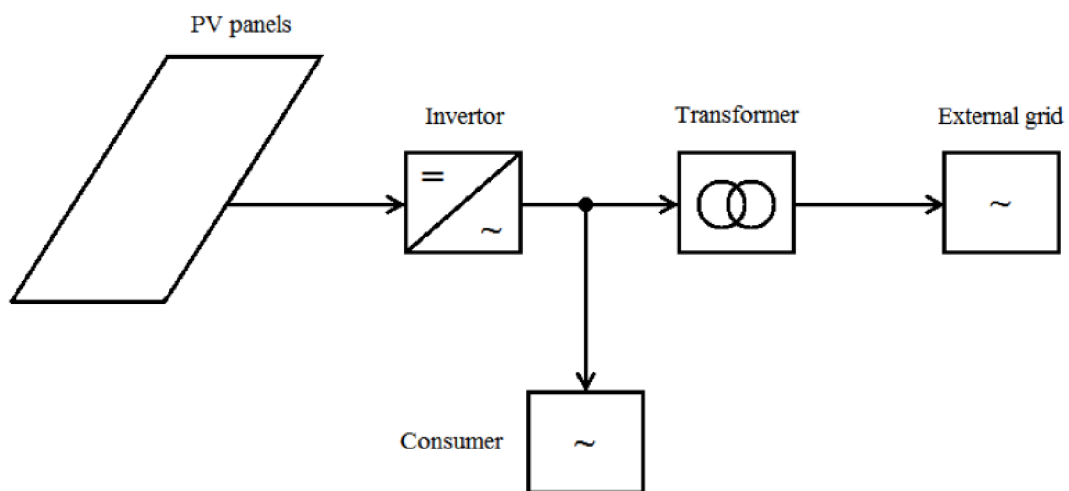 PV panels
Invertor
Transformer
External grid
=
~
~
Consumer
~